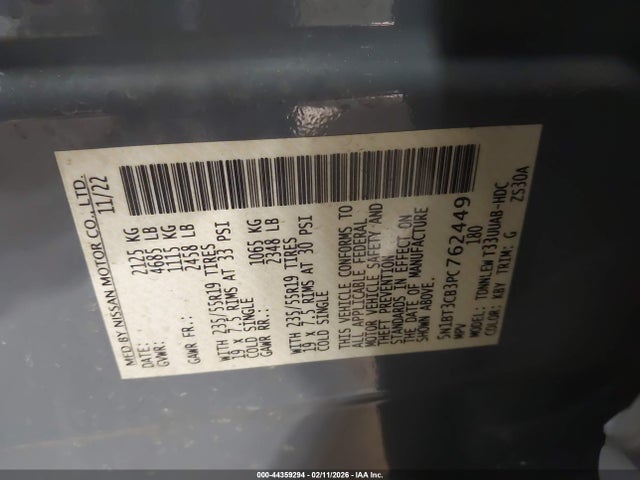 MFD BY NISSAN MOTOR CO., LTD.
DATE: 11/22
GVWR: 2125 KG
4685 LB
GAWR FR.: 1115 KG
2458 LB
WITH 235/55R19 TIRES
19 X 7.5 RIMS AT 33 PSI
COLD SINGLE
GAWR RR.: 1065 KG
2348 LB
WITH 235/55R19 TIRES
19 X 7.5 RIMS AT 30 PSI
COLD SINGLE
THIS VEHICLE CONFORMS TO
ALL APPLICABLE FEDERAL
MOTOR VEHICLE SAFETY AND
THEFT PREVENTION
STANDARDS IN EFFECT ON
THE DATE OF MANUFACTURE
SHOWN ABOVE.
5N1BT3CB3PC762449
MPV 180
MODEL: TDNNLEW T33UUAB-HDC
COLOR: KBY TRIM: G ZS30A
000-44359294 - 02/11/2026 - IAA Inc.